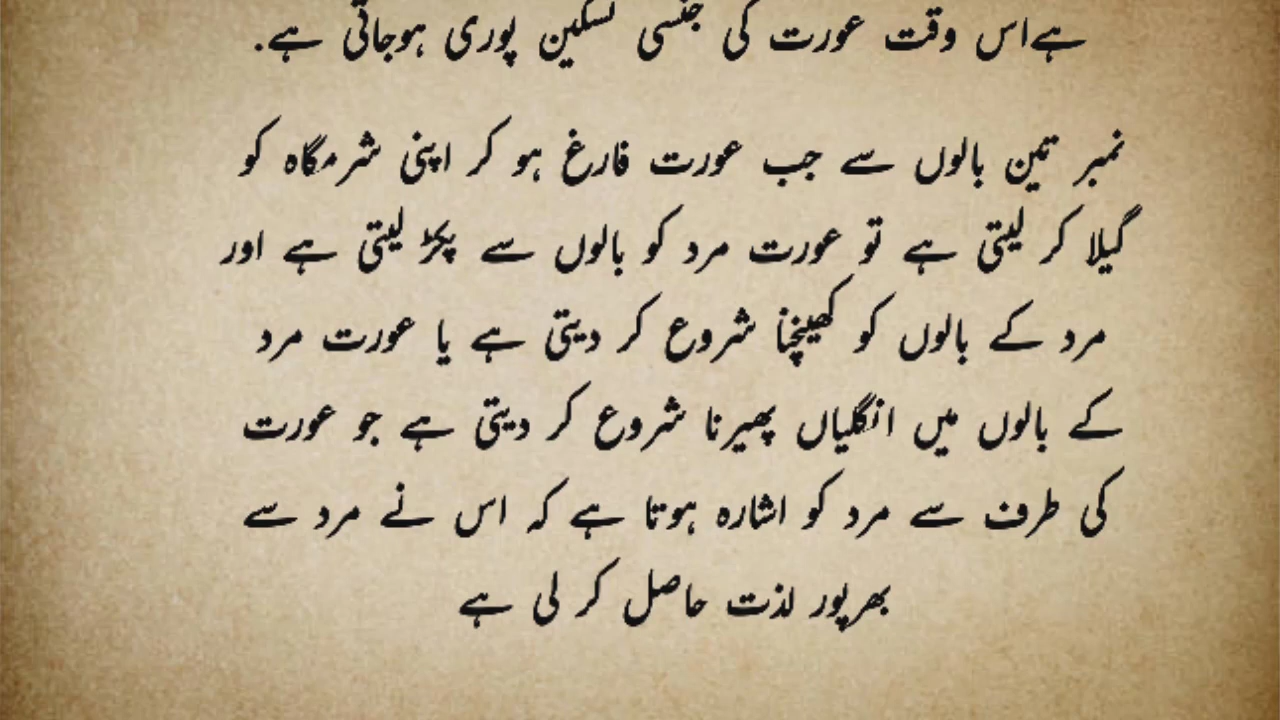 ہےاس وقت عورت کی جنسی تسکین پوری ہوجاتی ہے.
نمبر تین بالوں سے جب عورت فارغ ہو کر اپنی شرمگاہ کو
گیلا کر لیتی ہے تو عورت مرد کو بالوں سے پکڑ لیتی ہے اور
مرد کے بالوں کو کھینچنا شروع کر دیتی ہے یا عورت مرد
کے بالوں میں انگلیاں پھیرنا شروع کر دیتی ہے جو عورت
کی طرف سے مرد کو اشارہ ہوتا ہے کہ اس نے مرد سے
بھرپور لذت حاصل کر لی ہے